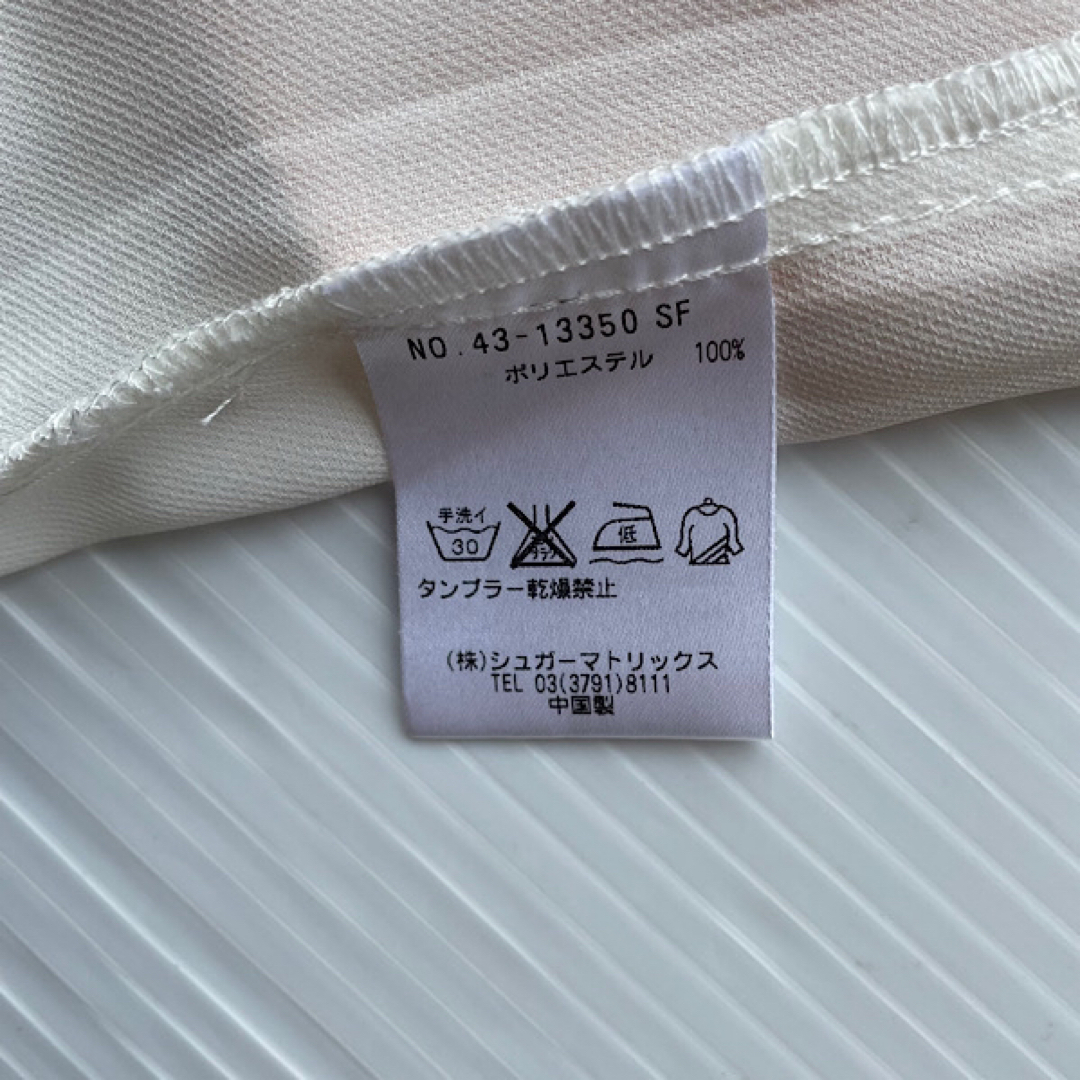 NO.43-13350 SF
ポリエステル 100%
手洗イ 低
30
タンブラー乾燥禁止
(株)シュガーマトリックス
TEL 03(3791)8111
中国製